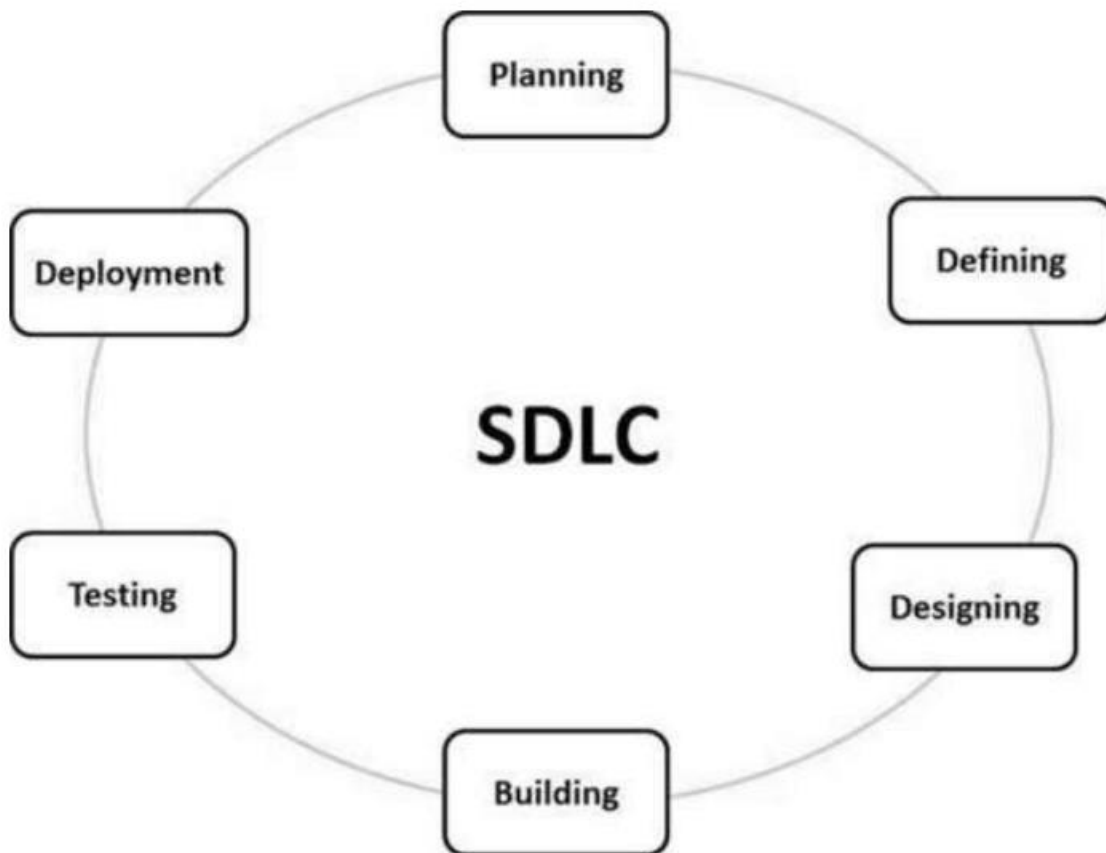 Planning
Defining
Deployment
SDLC
Designing
Testing
Building